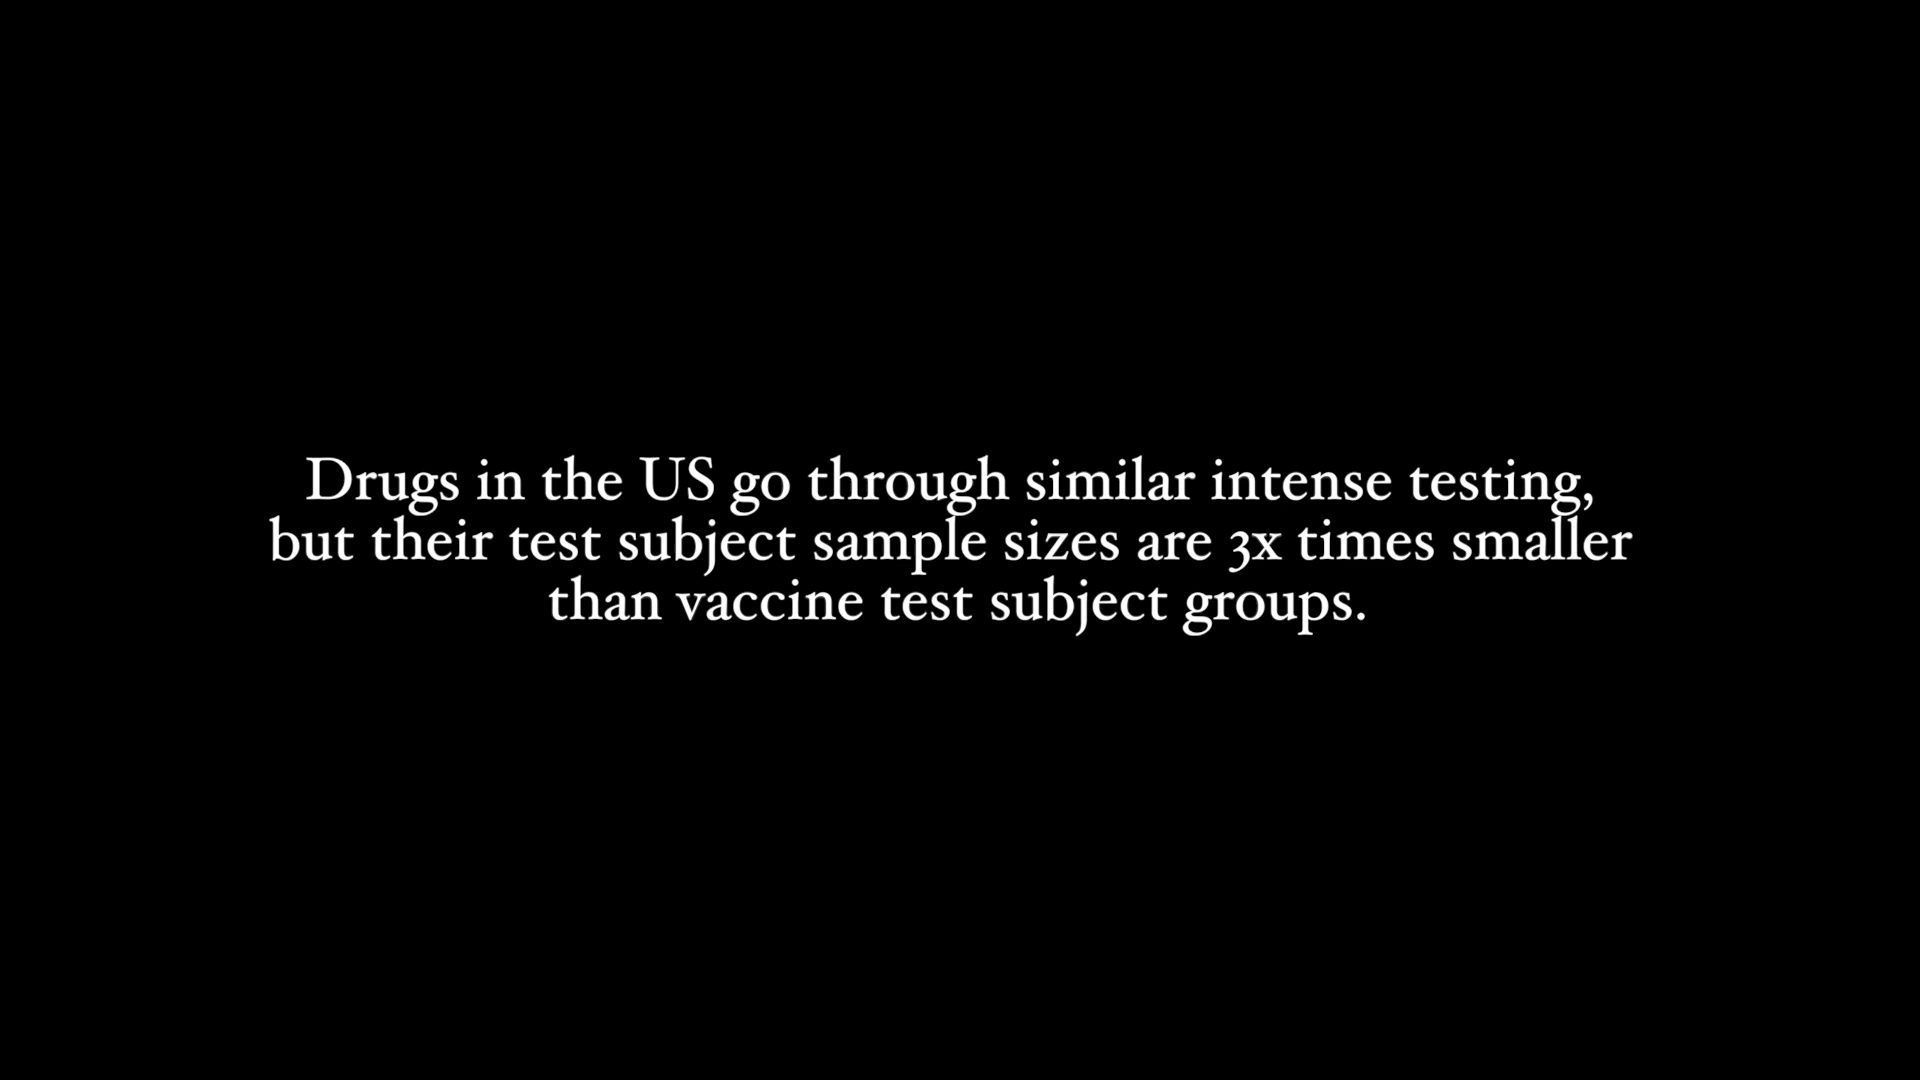 Drugs in the US go through similar intense testing,
but their test subject sample sizes are 3x times smaller
than vaccine test subject groups.